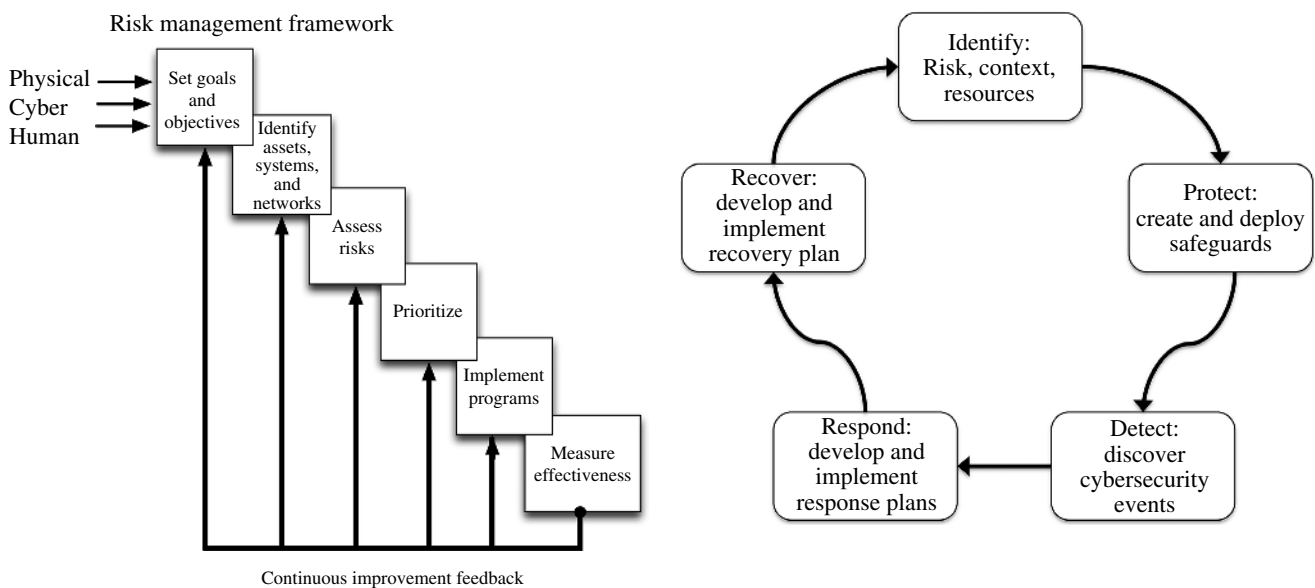 Risk management framework
Physical
Cyber
Human
Set goals
and
objectives
Identify
assets,
systems,
and
networks
Assess
risks
Prioritize
Implement
programs
Measure
effectiveness
Continuous improvement feedback
Identify:
Risk, context,
resources
Protect:
create and deploy
safeguards
Detect:
discover
cybersecurity
events
Respond:
develop and
implement
response plans
Recover:
develop and
implement
recovery plan